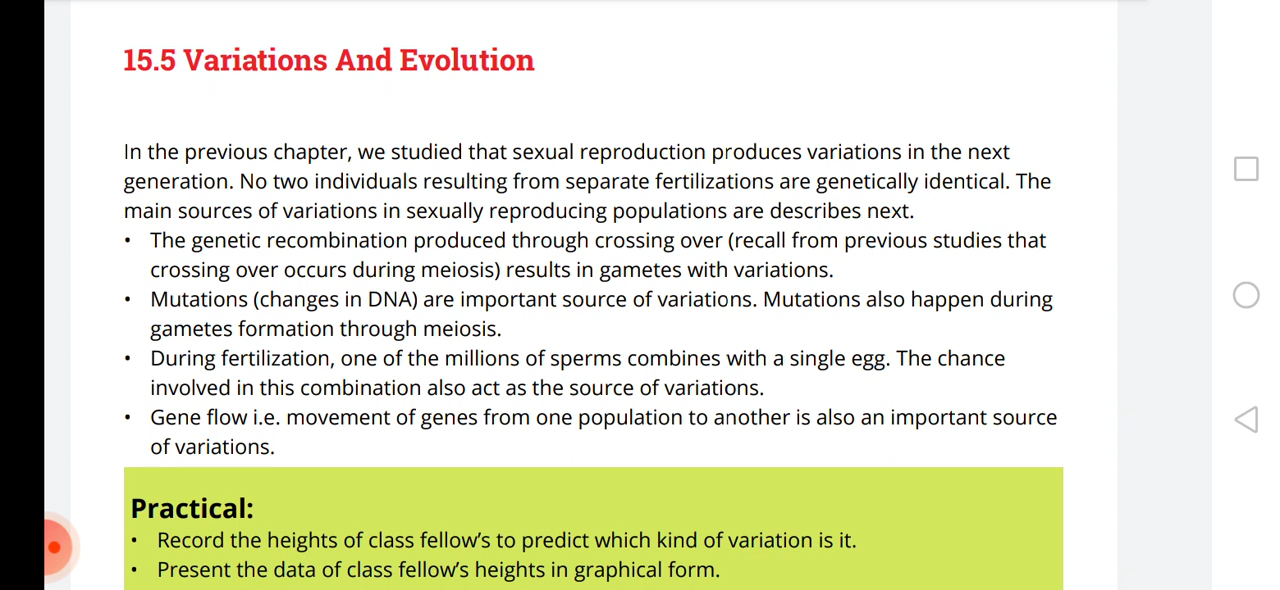 15.5 Variations And Evolution
In the previous chapter, we studied that sexual reproduction produces variations in the next
generation. No two individuals resulting from separate fertilizations are genetically identical. The
main sources of variations in sexually reproducing populations are describes next.
• The genetic recombination produced through crossing over (recall from previous studies that
crossing over occurs during meiosis) results in gametes with variations.
• Mutations (changes in DNA) are important source of variations. Mutations also happen during
gametes formation through meiosis.
• During fertilization, one of the millions of sperms combines with a single egg. The chance
involved in this combination also act as the source of variations.
• Gene flow i.e. movement of genes from one population to another is also an important source
of variations.
Practical:
• Record the heights of class fellow's to predict which kind of variation is it.
• Present the data of class fellow's heights in graphical form.